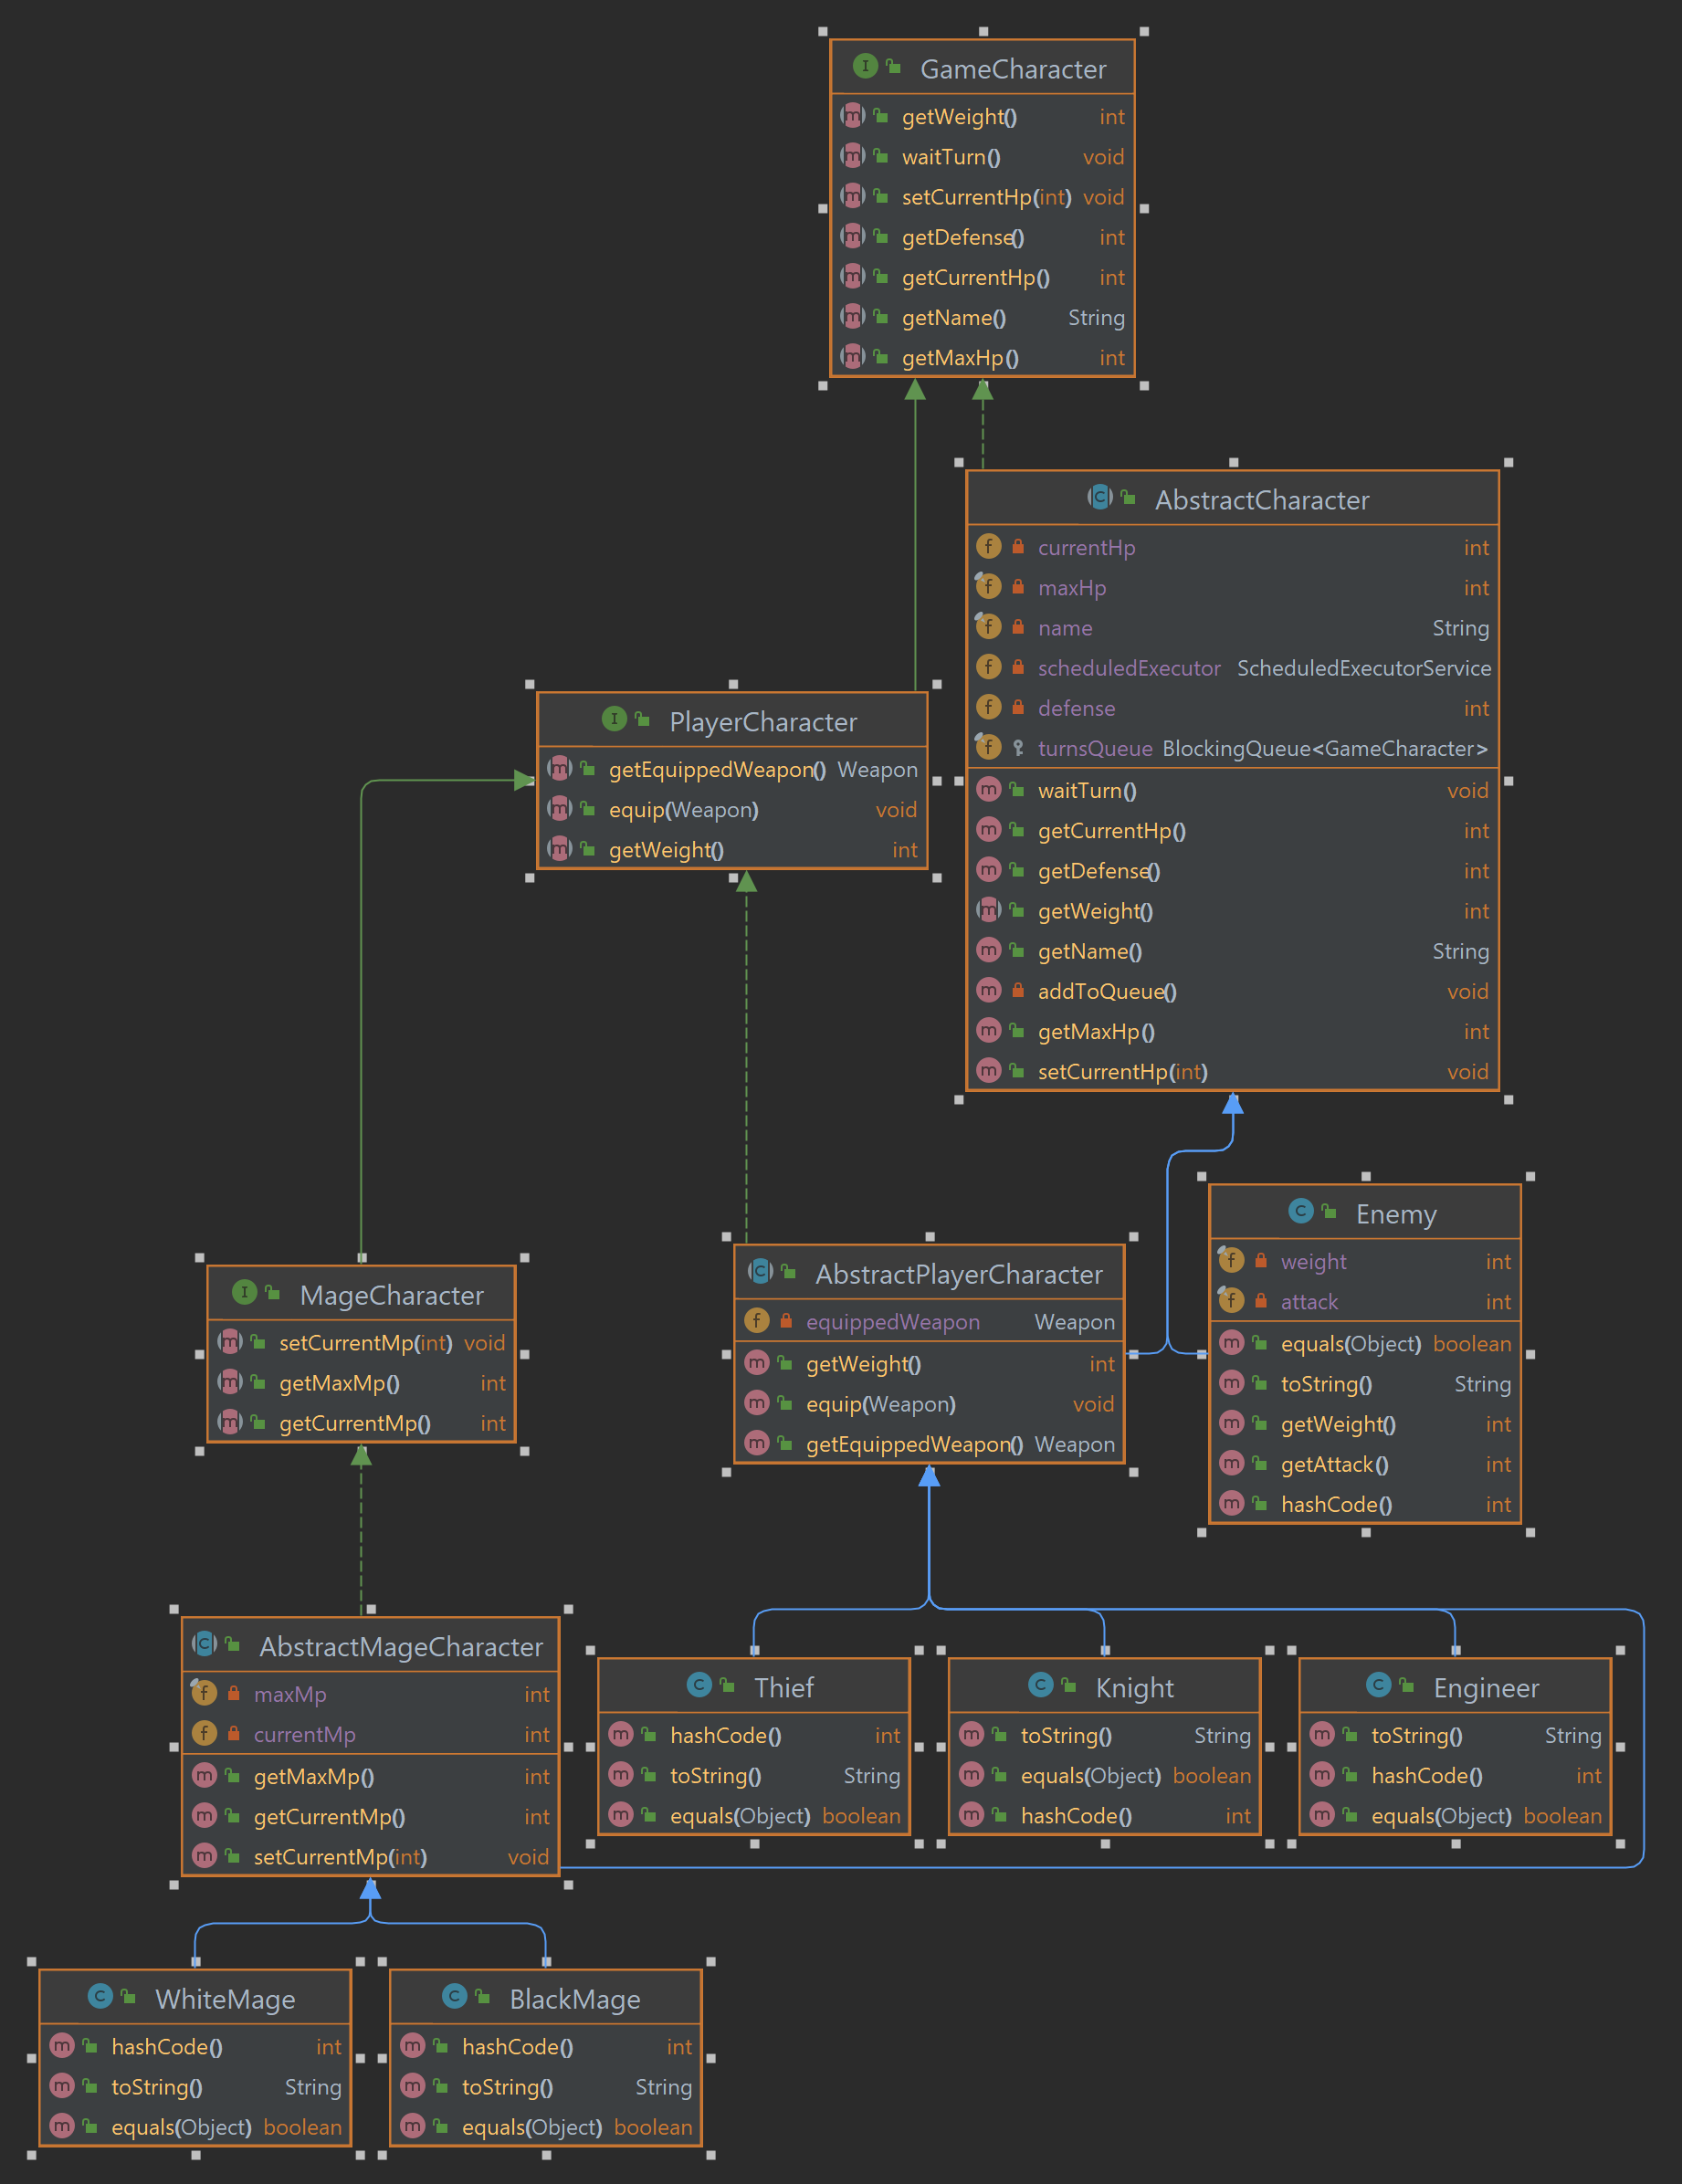 GameCharacter
getWeight() int
waitTurn() void
setCurrentHp(int) void
getDefense() int
getCurrentHp() int
getName() String
getMaxHp() int
AbstractCharacter
currentHp int
maxHp int
name String
scheduledExecutor ScheduledExecutorService
defense int
turnsQueue BlockingQueue<GameCharacter>
waitTurn() void
getCurrentHp() int
getDefense() int
getWeight() int
getName() String
addToQueue() void
getMaxHp() int
setCurrentHp(int) void
PlayerCharacter
getEquippedWeapon() Weapon
equip(Weapon) void
getWeight() int
Enemy
weight int
attack int
equals(Object) boolean
toString() String
getWeight() int
getAttack() int
hashCode() int
MageCharacter
setCurrentMp(int) void
getMaxMp() int
getCurrentMp() int
AbstractPlayerCharacter
equippedWeapon Weapon
getWeight() int
equip(Weapon) void
getEquippedWeapon() Weapon
AbstractMageCharacter
maxMp int
currentMp int
getMaxMp() int
getCurrentMp() int
setCurrentMp(int) void
Thief
hashCode() int
toString() String
equals(Object) boolean
Knight
toString() String
equals(Object) boolean
hashCode() int
Engineer
toString() String
hashCode() int
equals(Object) boolean
WhiteMage
hashCode() int
toString() String
equals(Object) boolean
BlackMage
hashCode() int
toString() String
equals(Object) boolean